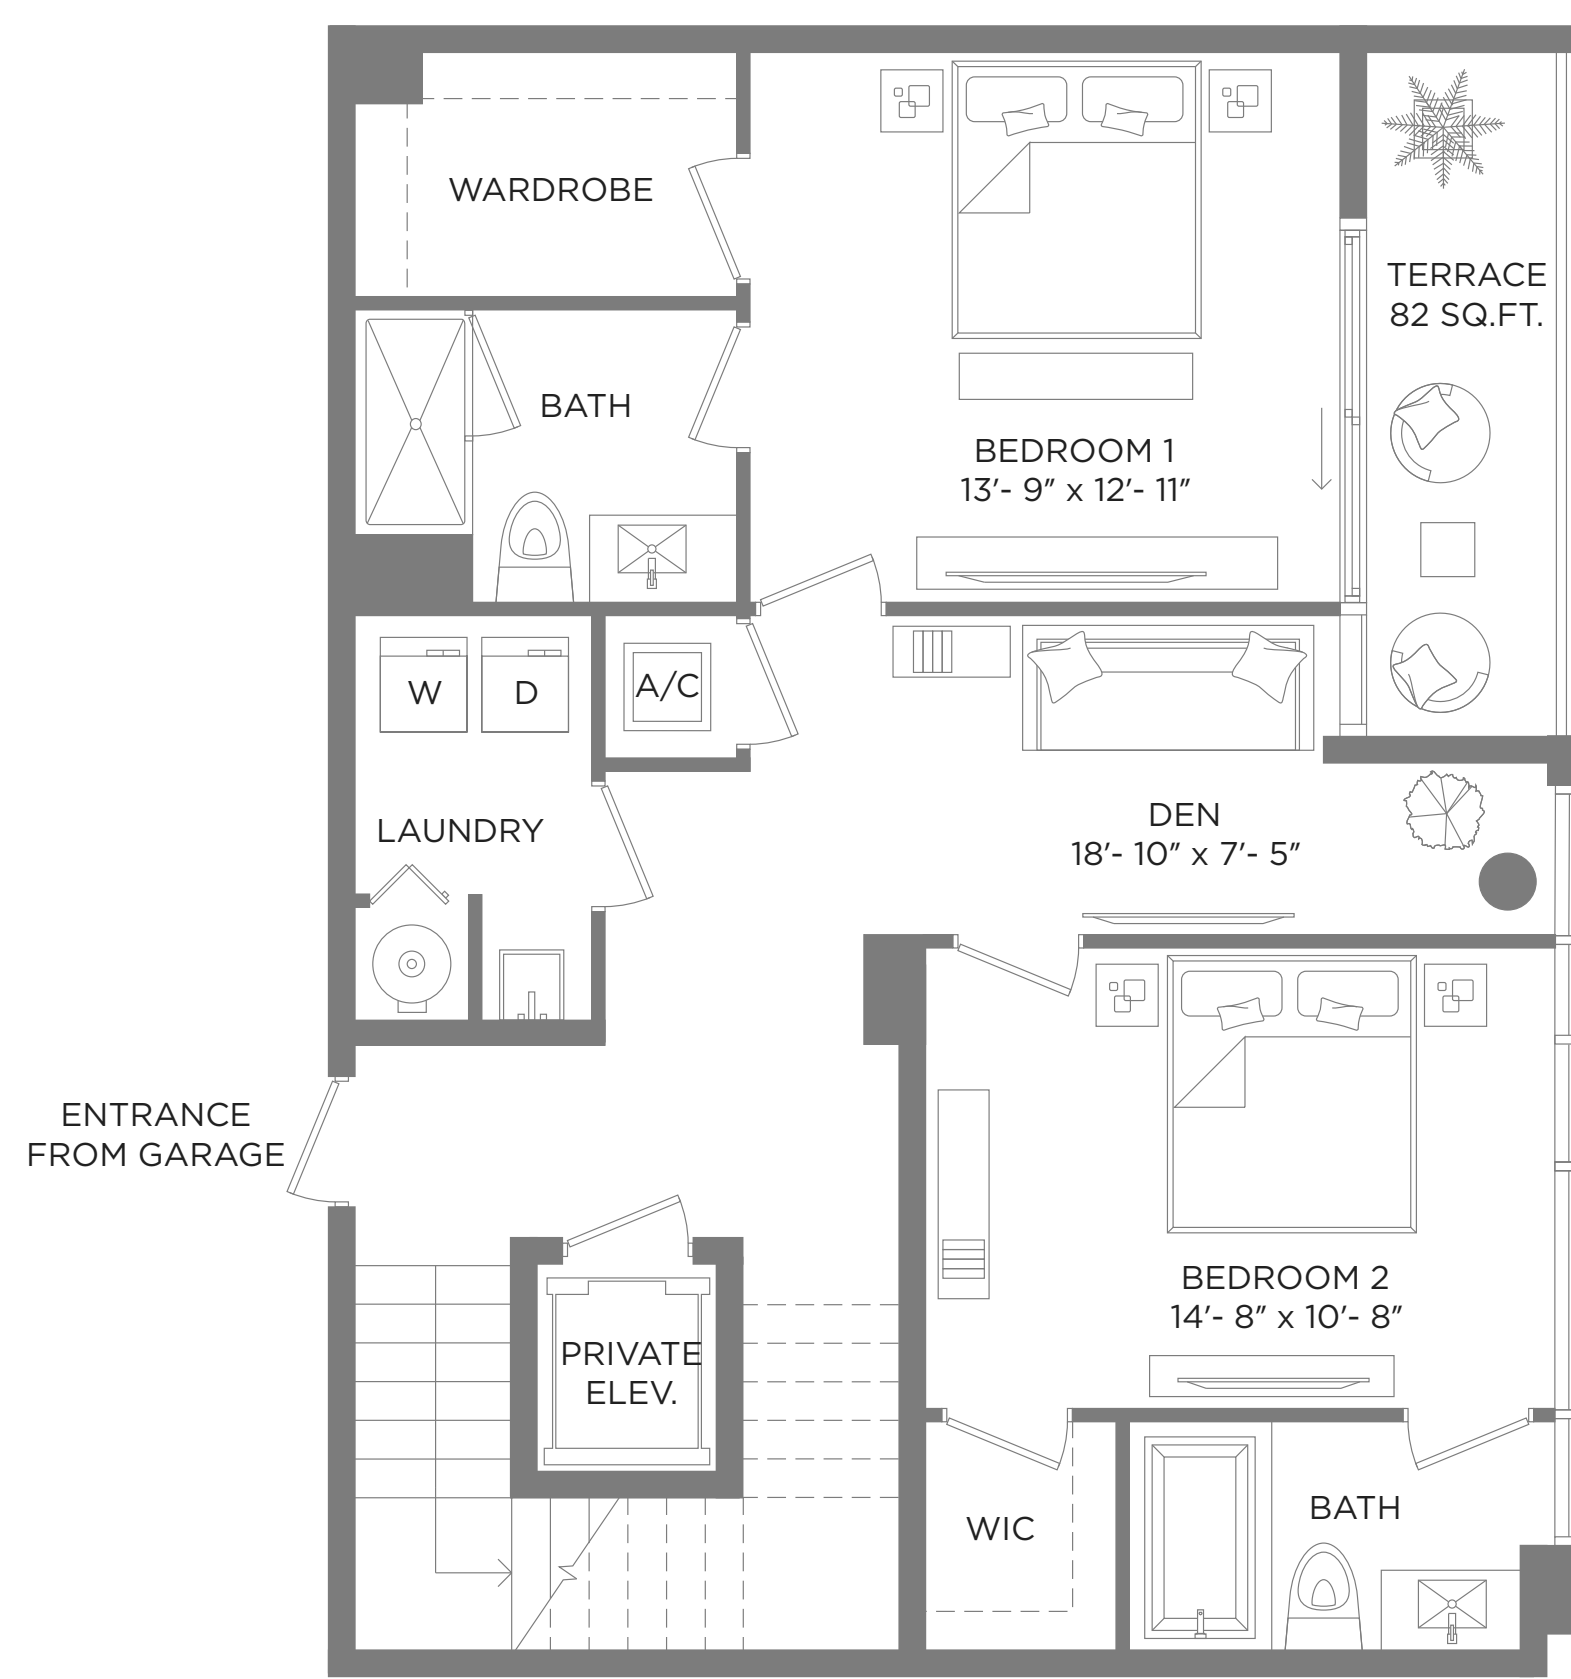 WARDROBE
TERRACE
82 SQ.FT.
BATH
BEDROOM 1
13′- 9″ x 12′- 11″
W
D
A/C
LAUNDRY
DEN
18′- 10″ x 7′- 5″
ENTRANCE
FROM GARAGE
PRIVATE
ELEV.
BEDROOM 2
14′- 8″ x 10′- 8″
WIC
BATH